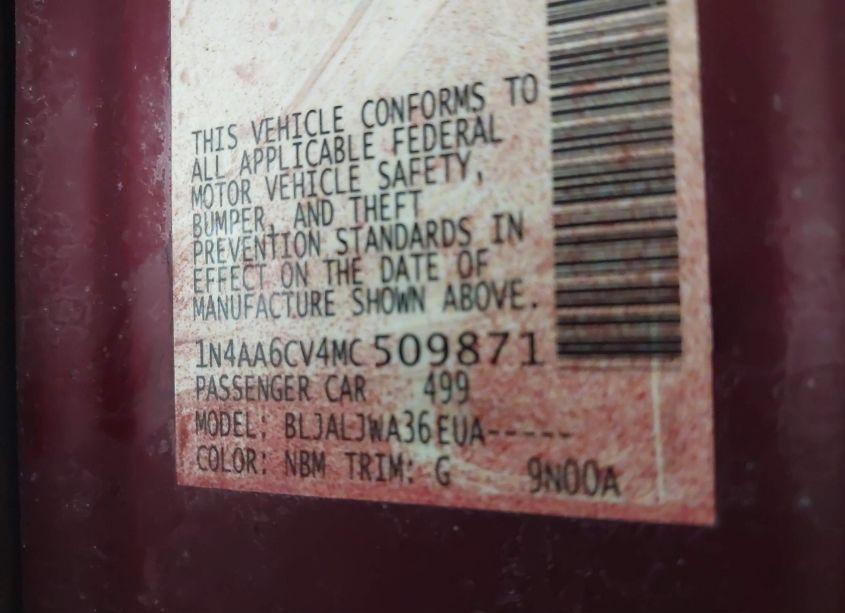 THIS VEHICLE CONFORMS TO
ALL APPLICABLE FEDERAL
MOTOR VEHICLE SAFETY,
BUMPER, AND THEFT
PREVENTION STANDARDS IN
EFFECT ON THE DATE OF
MANUFACTURE SHOWN ABOVE.
1N4AA6CV4MC509871
PASSENGER CAR 499
MODEL: BLJALJWA36EUA-----
COLOR: NBM TRIM: G 9N00A